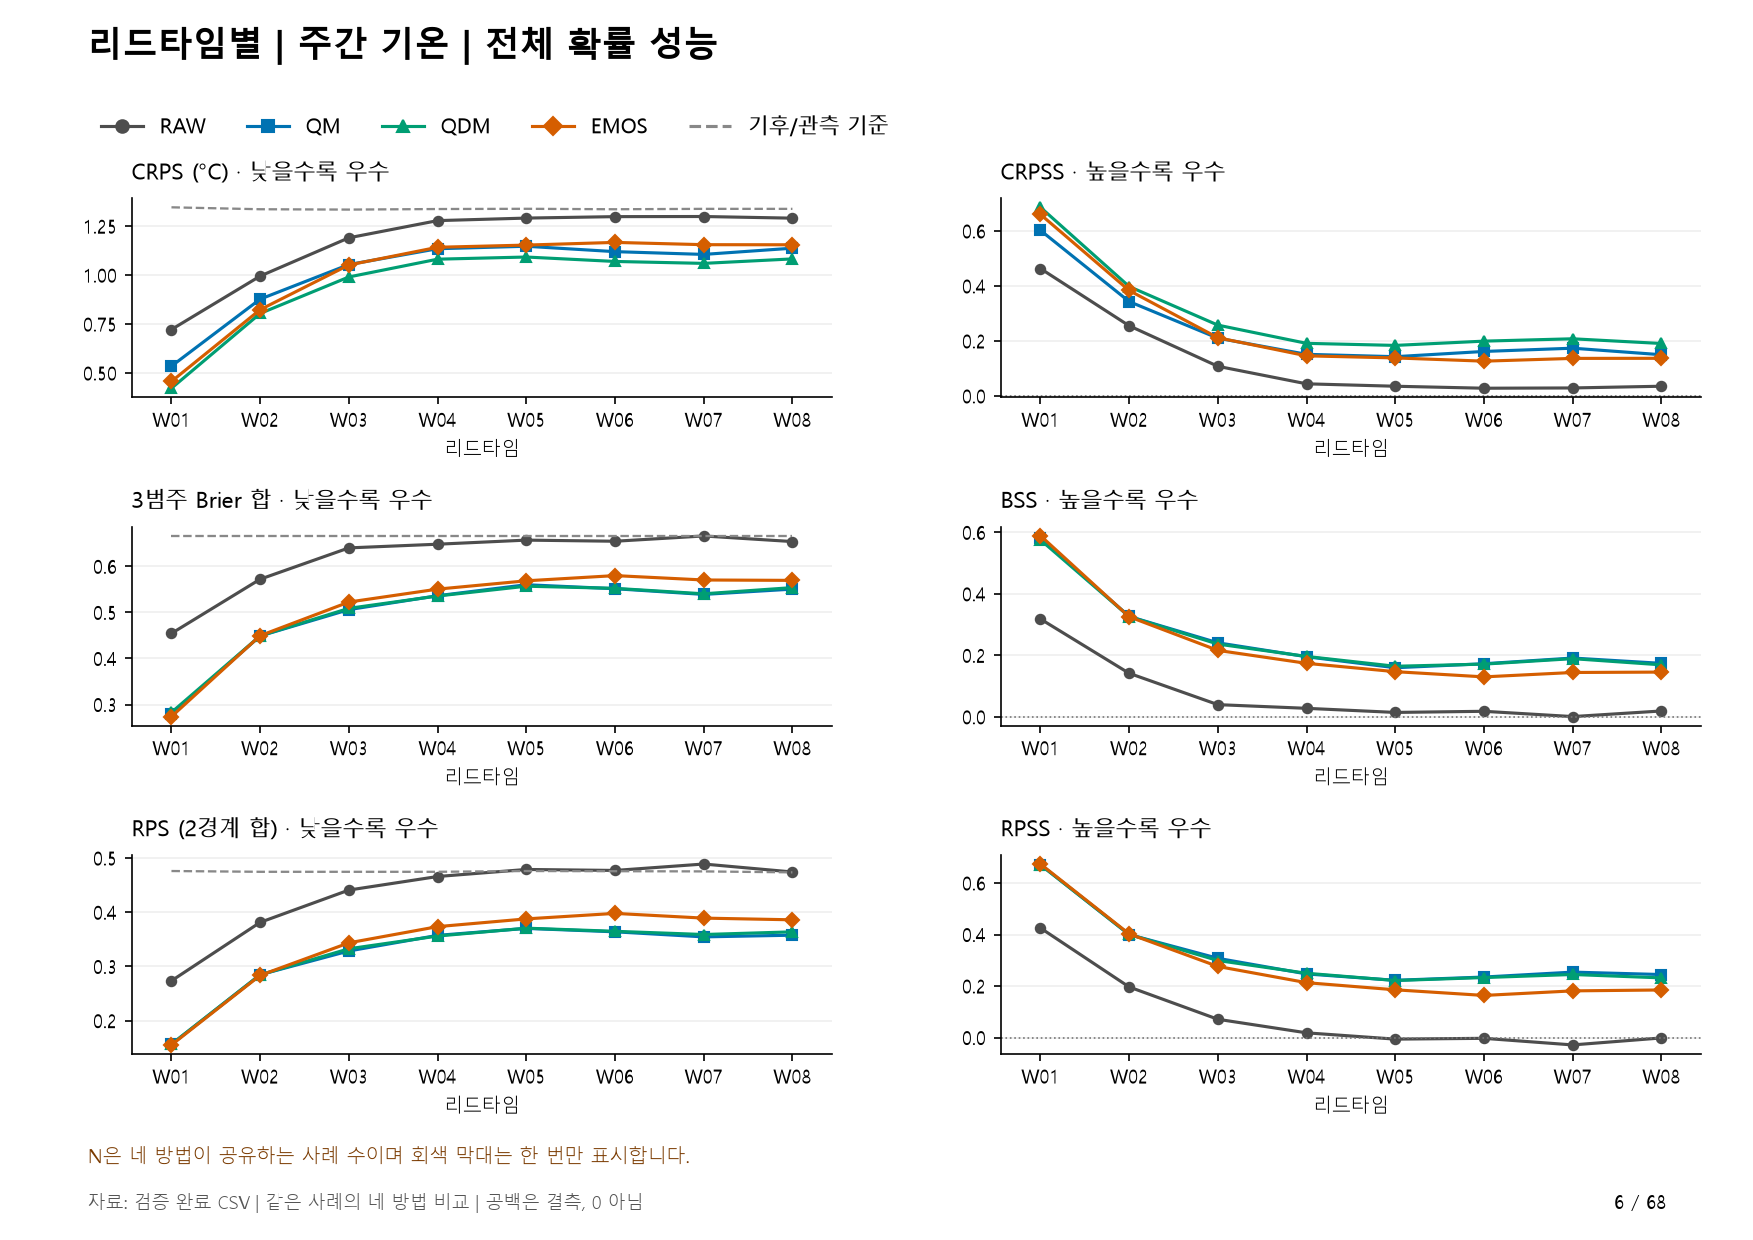 리드타임별 | 주간 기온 | 전체 확률 성능
RAW QM QDM EMOS 기후/관측 기준
CRPS (°C) · 낮을수록 우수
1.25
1.00
0.75
0.50
W01 W02 W03 W04 W05 W06 W07 W08
리드타임
CRPSS · 높을수록 우수
0.6
0.4
0.2
0.0
W01 W02 W03 W04 W05 W06 W07 W08
리드타임
3범주 Brier 합 · 낮을수록 우수
0.6
0.5
0.4
0.3
W01 W02 W03 W04 W05 W06 W07 W08
리드타임
BSS · 높을수록 우수
0.6
0.4
0.2
0.0
W01 W02 W03 W04 W05 W06 W07 W08
리드타임
RPS (2경계 합) · 낮을수록 우수
0.5
0.4
0.3
0.2
W01 W02 W03 W04 W05 W06 W07 W08
리드타임
RPSS · 높을수록 우수
0.6
0.4
0.2
0.0
W01 W02 W03 W04 W05 W06 W07 W08
리드타임
N은 네 방법이 공유하는 사례 수이며 회색 막대는 한 번만 표시합니다.
자료: 검증 완료 CSV | 같은 사례의 네 방법 비교 | 공백은 결측, 0 아님
6 / 68